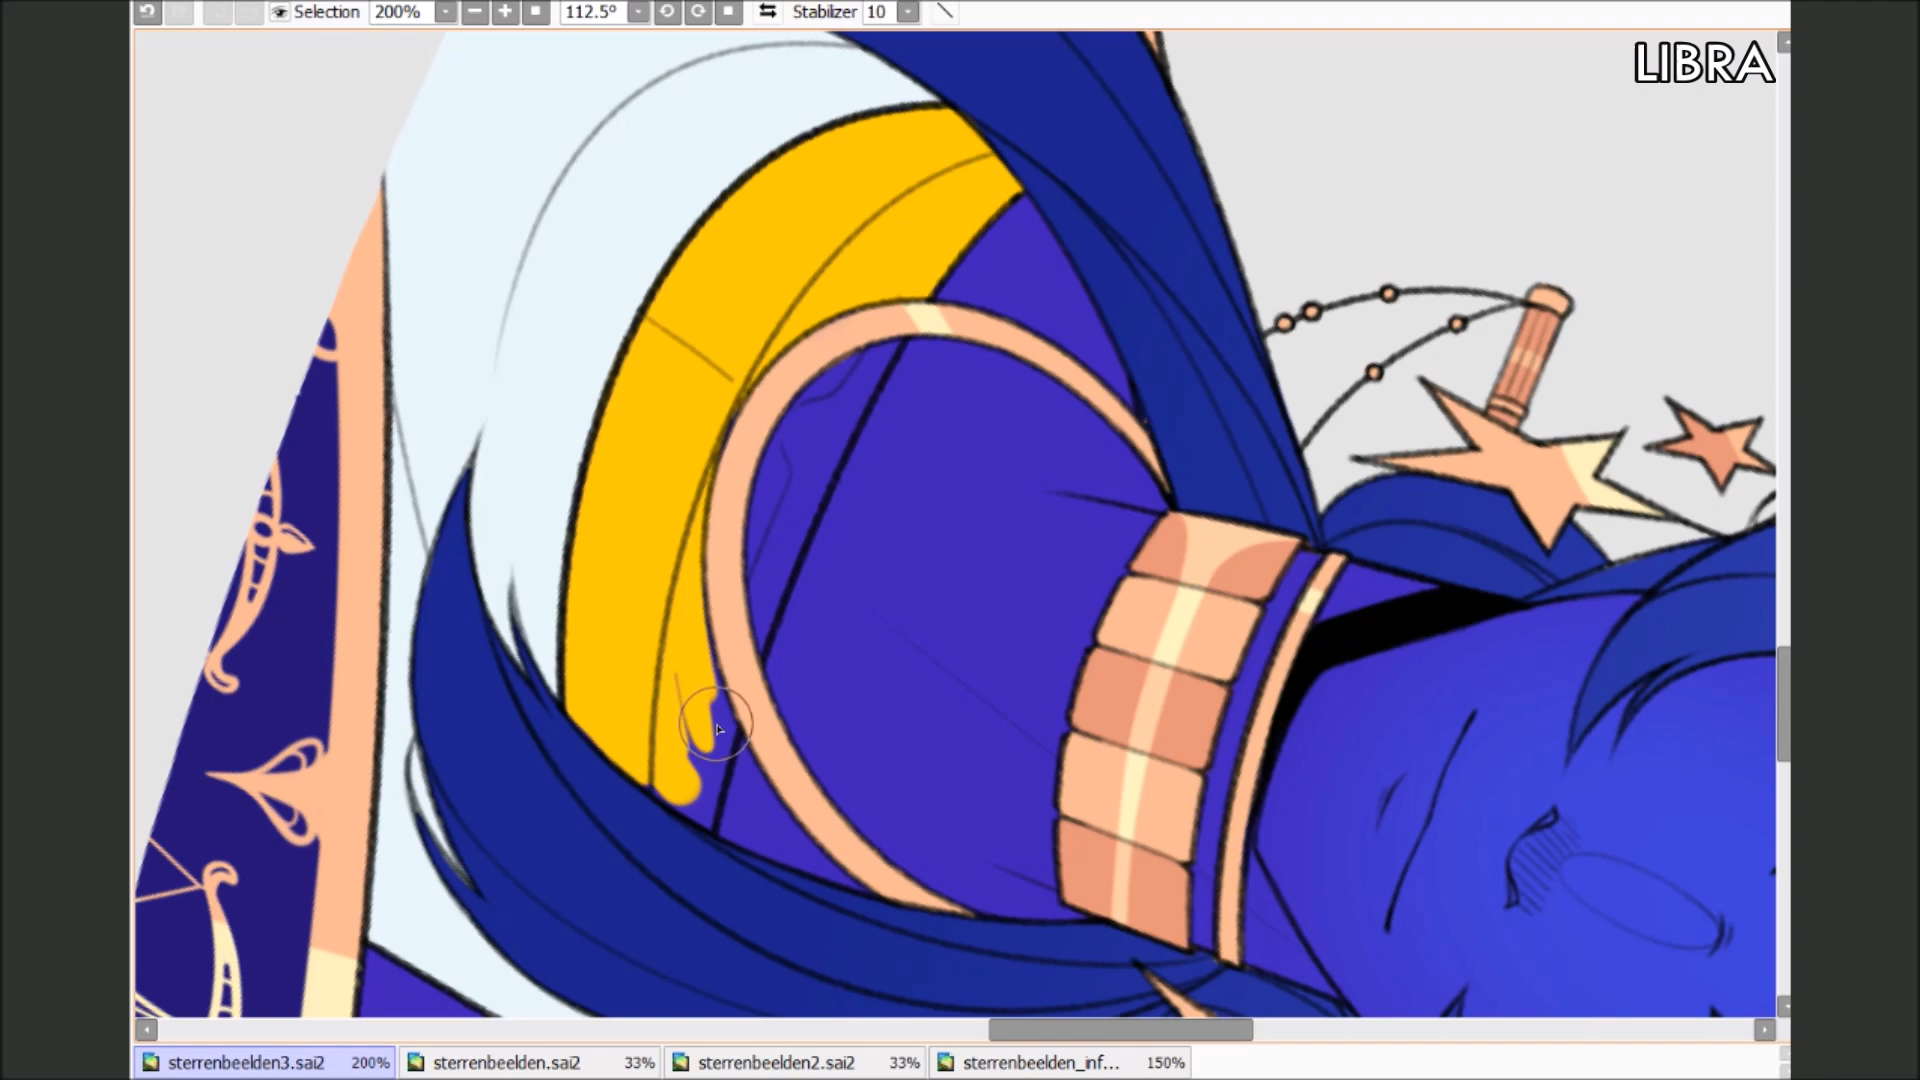 Selection 200% 112.5° Stabilizer 10
LIBRA
sterrenbeelden3.sai2 200% sterrenbeelden.sai2 33% sterrenbeelden2.sai2 33% sterrenbeelden_inf... 150%